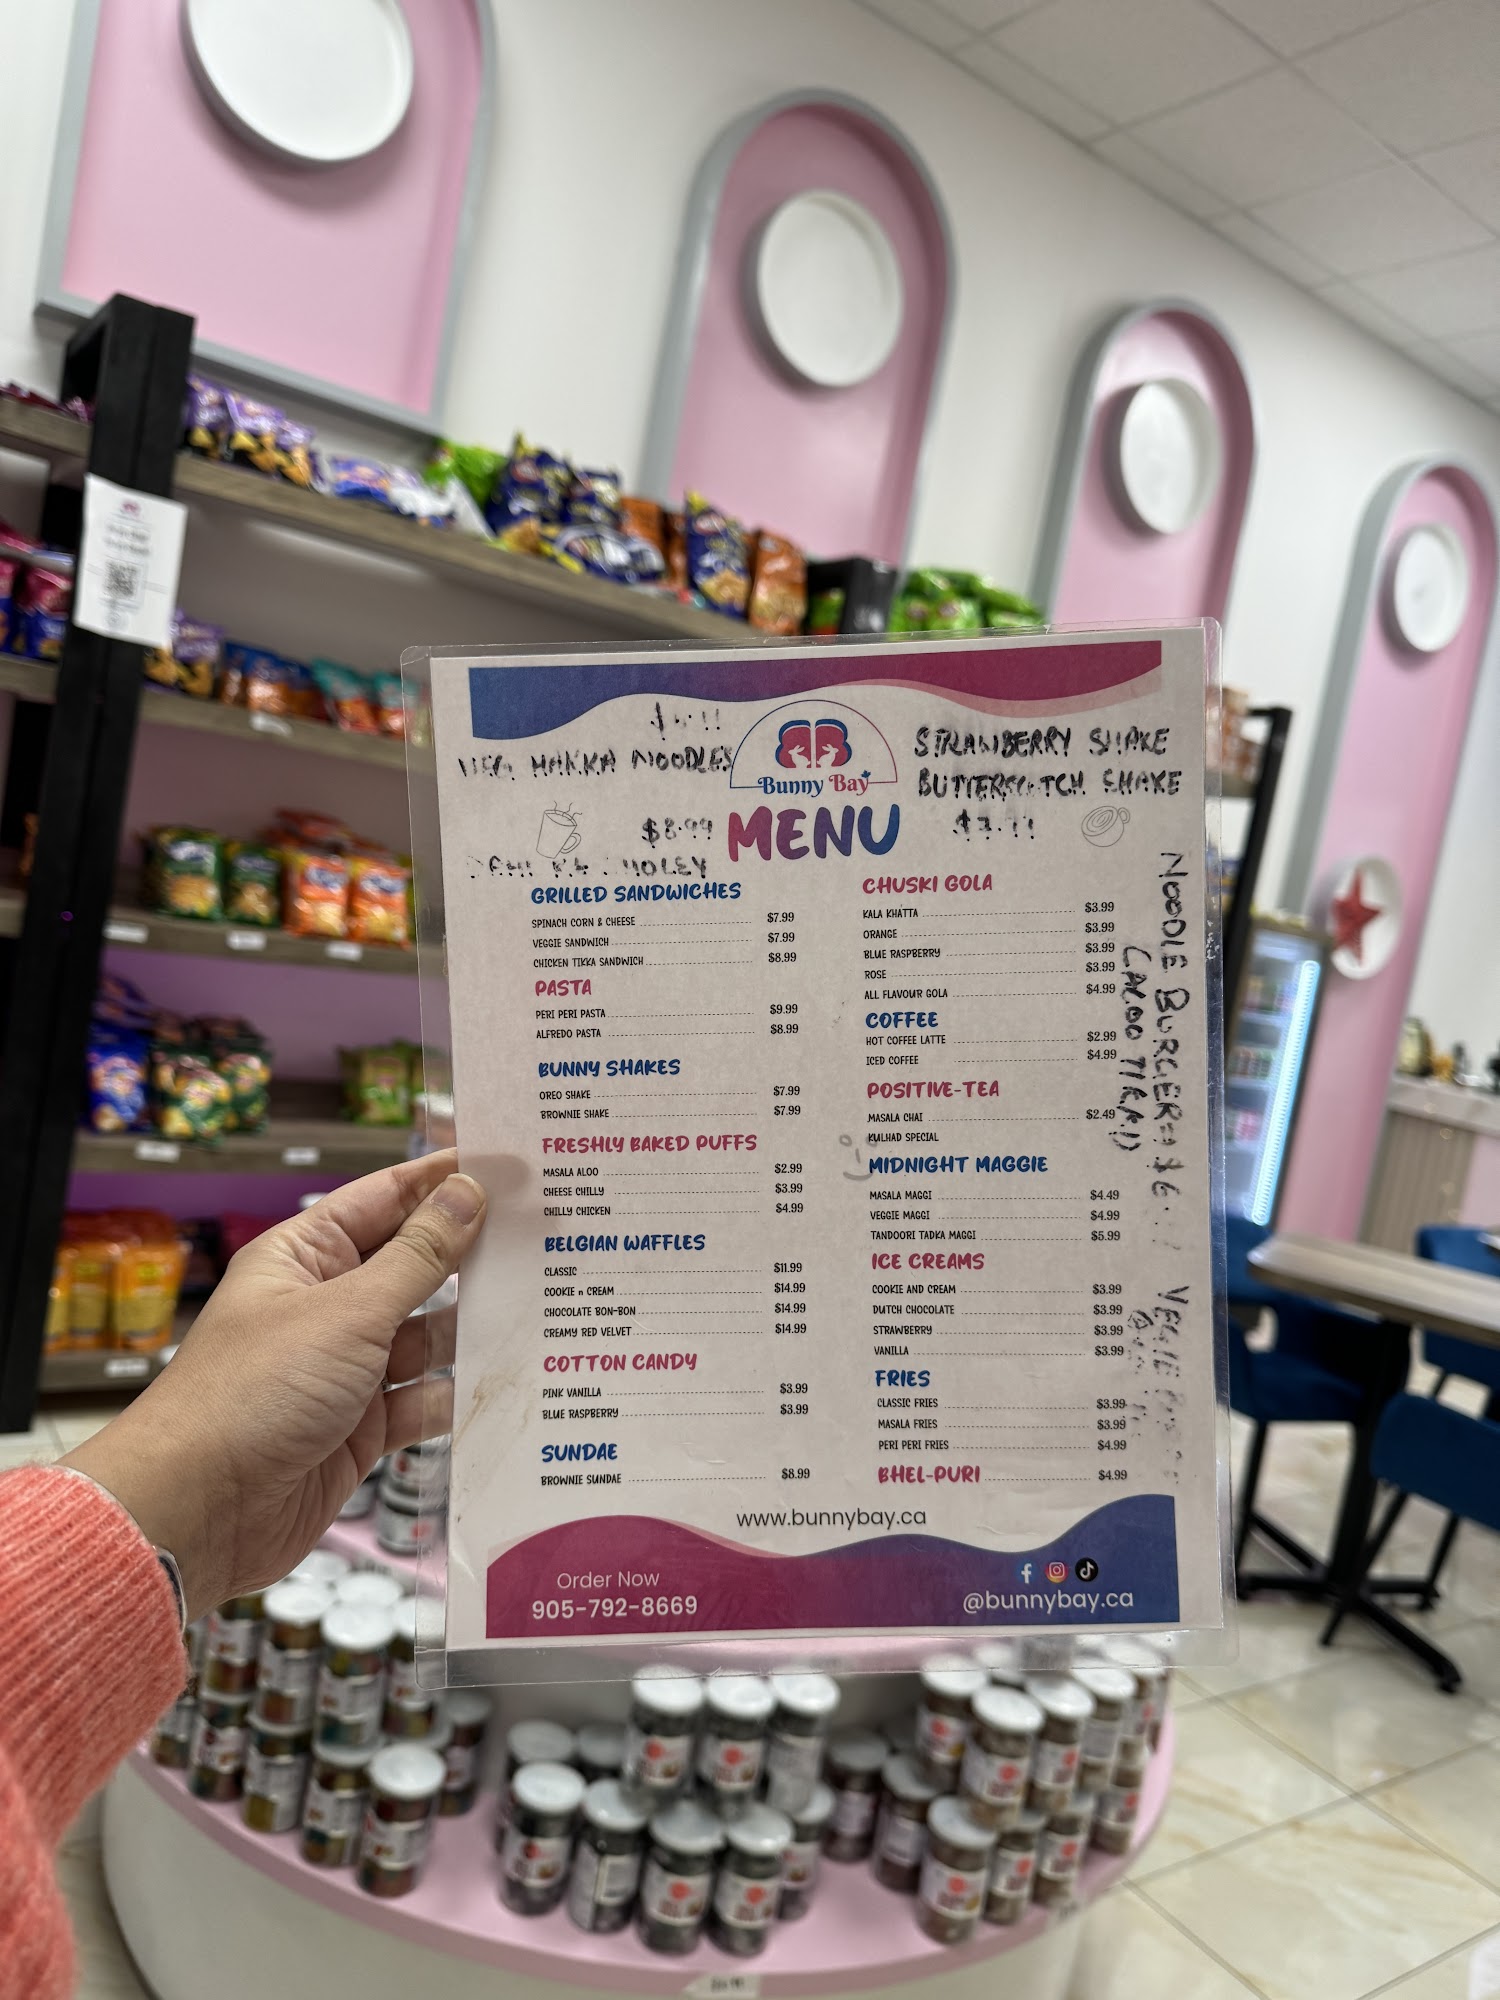 VEG. HAKKA NOODLES
$8.99
STRAWBERRY SHAKE
BUTTERSCOTCH SHAKE
$7.99
Bunny Bay
MENU
GRILLED SANDWICHES
SPINACH CORN & CHEESE $7.99
VEGGIE SANDWICH $7.99
CHICKEN TIKKA SANDWICH $8.99
PASTA
PERI PERI PASTA $9.99
ALFREDO PASTA $8.99
BUNNY SHAKES
OREO SHAKE $7.99
BROWNIE SHAKE $7.99
FRESHLY BAKED PUFFS
MASALA ALOO $2.99
CHEESE CHILLY $3.99
CHILLY CHICKEN $4.99
BELGIAN WAFFLES
CLASSIC $11.99
COOKIE n CREAM $14.99
CHOCOLATE BON-BON $14.99
CREAMY RED VELVET $14.99
COTTON CANDY
PINK VANILLA $3.99
BLUE RASPBERRY $3.99
SUNDAE
BROWNIE SUNDAE $8.99
CHUSKI GOLA
KALA KHATTA $3.99
ORANGE $3.99
BLUE RASPBERRY $3.99
ROSE $3.99
ALL FLAVOUR GOLA $4.99
COFFEE
HOT COFFEE LATTE $2.99
ICED COFFEE $4.99
POSITIVE-TEA
MASALA CHAI $2.49
KULHAD SPECIAL
MIDNIGHT MAGGIE
MASALA MAGGI $4.49
VEGGIE MAGGI $4.99
TANDOORI TADKA MAGGI $5.99
ICE CREAMS
COOKIE AND CREAM $3.99
DUTCH CHOCOLATE $3.99
STRAWBERRY $3.99
VANILLA $3.99
FRIES
CLASSIC FRIES $3.99
MASALA FRIES $3.99
PERI PERI FRIES $4.99
BHEL-PURI $4.99
NOODLE BURGER
(ALOO TIKKI)
VEGGIE
www.bunnybay.ca
Order Now
905-792-8669
@bunnybay.ca